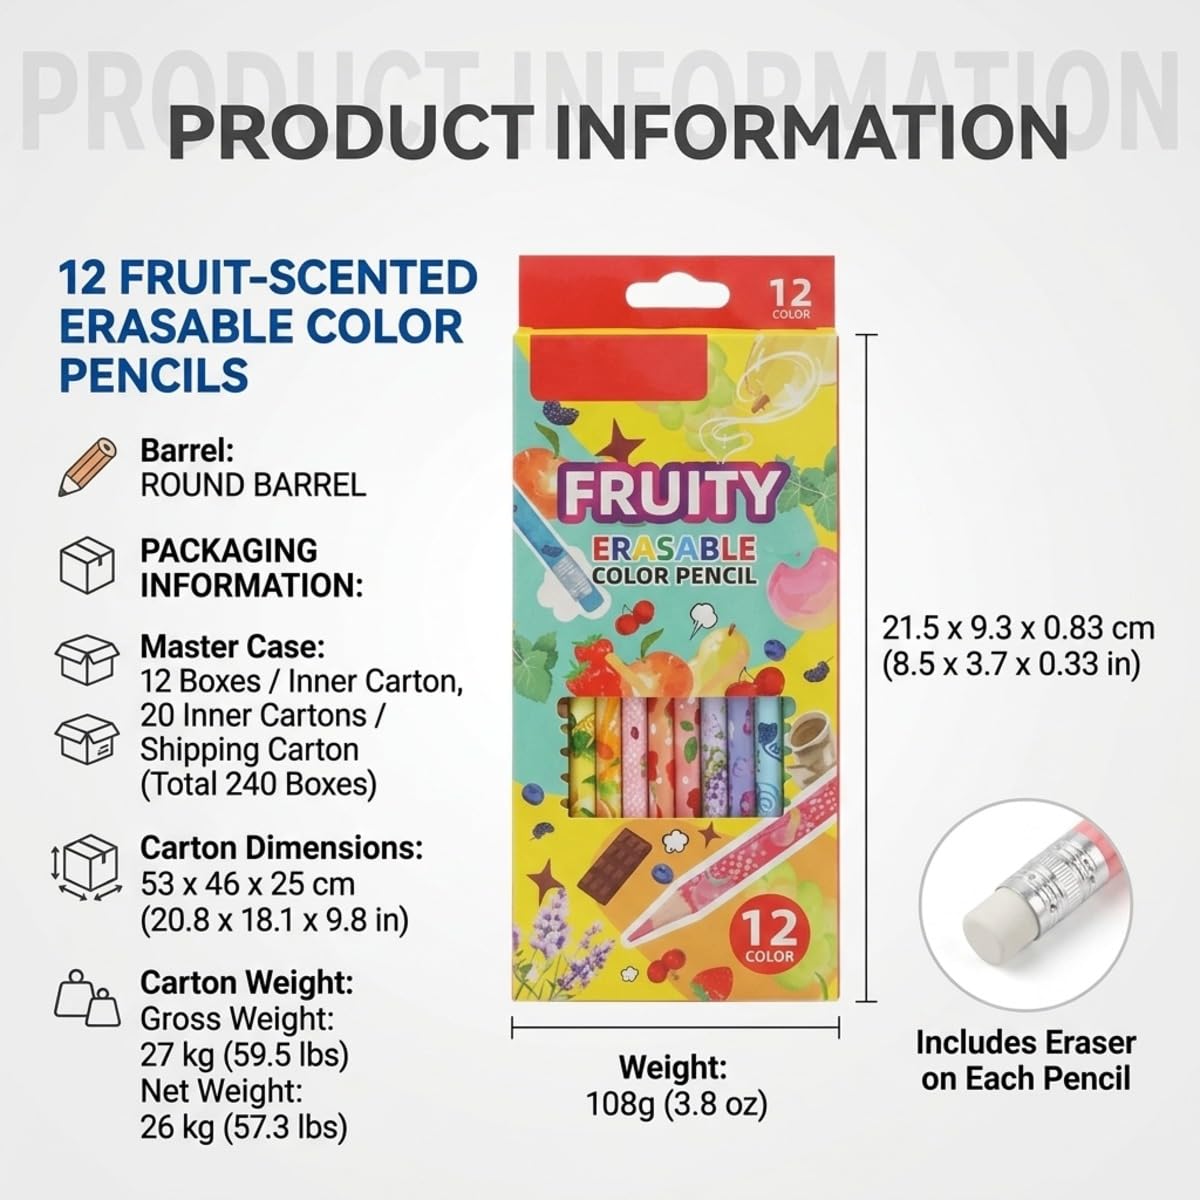 PRODUCT INFORMATION
PRODUCT INFORMATION
12 FRUIT-SCENTED
ERASABLE COLOR
PENCILS
Barrel:
ROUND BARREL
PACKAGING
INFORMATION:
Master Case:
12 Boxes / Inner Carton,
20 Inner Cartons /
Shipping Carton
(Total 240 Boxes)
Carton Dimensions:
53 x 46 x 25 cm
(20.8 x 18.1 x 9.8 in)
Carton Weight:
Gross Weight:
27 kg (59.5 lbs)
Net Weight:
26 kg (57.3 lbs)
12
COLOR
FRUITY
ERASABLE
COLOR PENCIL
12
COLOR
21.5 x 9.3 x 0.83 cm
(8.5 x 3.7 x 0.33 in)
Weight:
108g (3.8 oz)
Includes Eraser
on Each Pencil